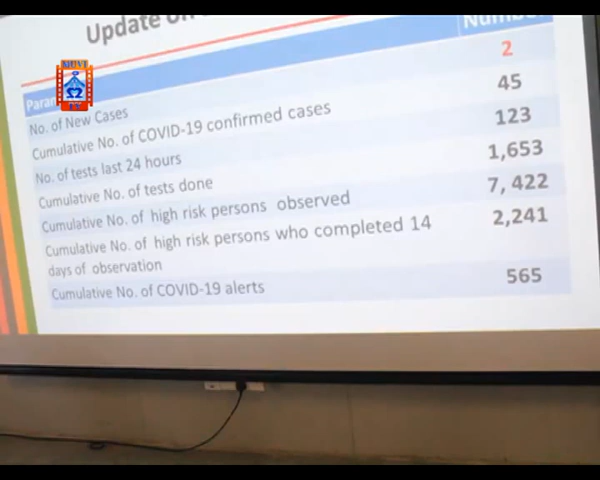 Update on
Number
2
No. of New Cases 45
Cumulative No. of COVID-19 confirmed cases 123
No. of tests last 24 hours 1,653
Cumulative No. of tests done 7, 422
Cumulative No. of high risk persons observed 2,241
Cumulative No. of high risk persons who completed 14
days of observation
Cumulative No. of COVID-19 alerts 565